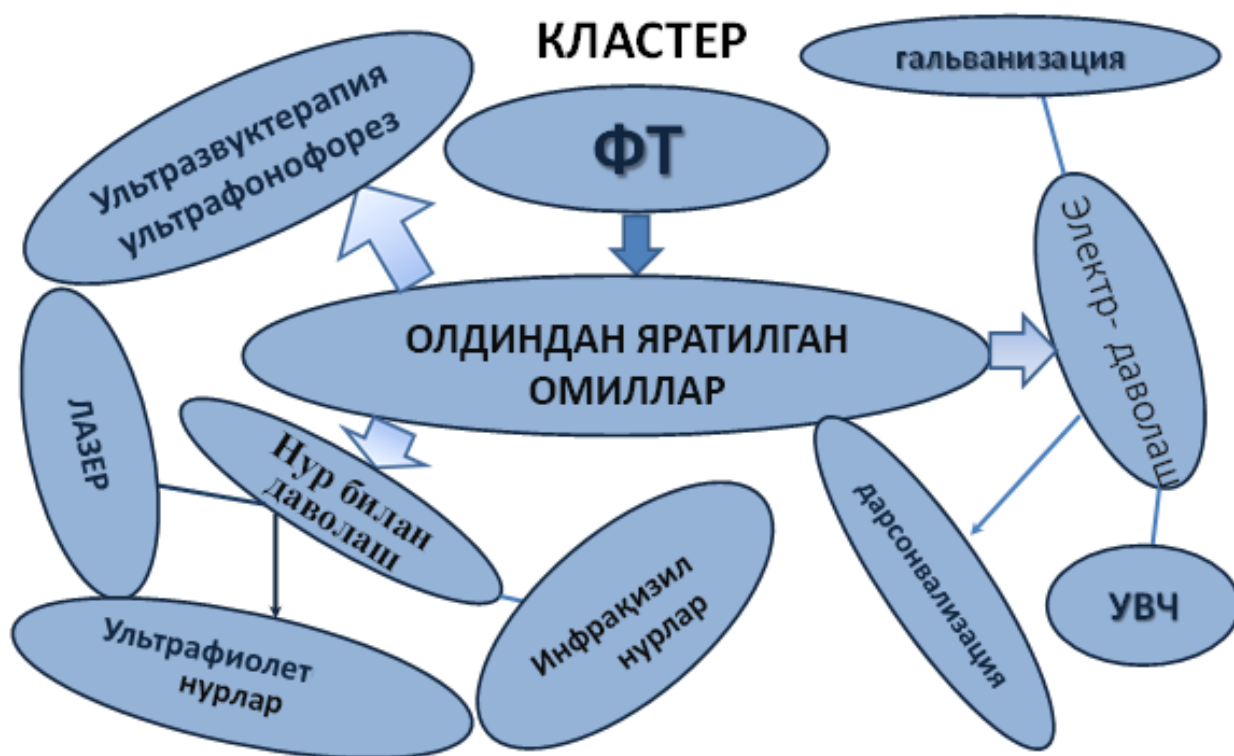 КЛАСТЕР
гальванизация
ФТ
Ультразвуктерапия
ультрафонофорез
Электр- даволаш
ОЛДИНДАН ЯРАТИЛГАН
ОМИЛЛАР
ЛАЗЕР
Нур билан
даволаш
дарсонвализация
Инфрақизил
нурлар
УВЧ
Ультрафиолет
нурлар